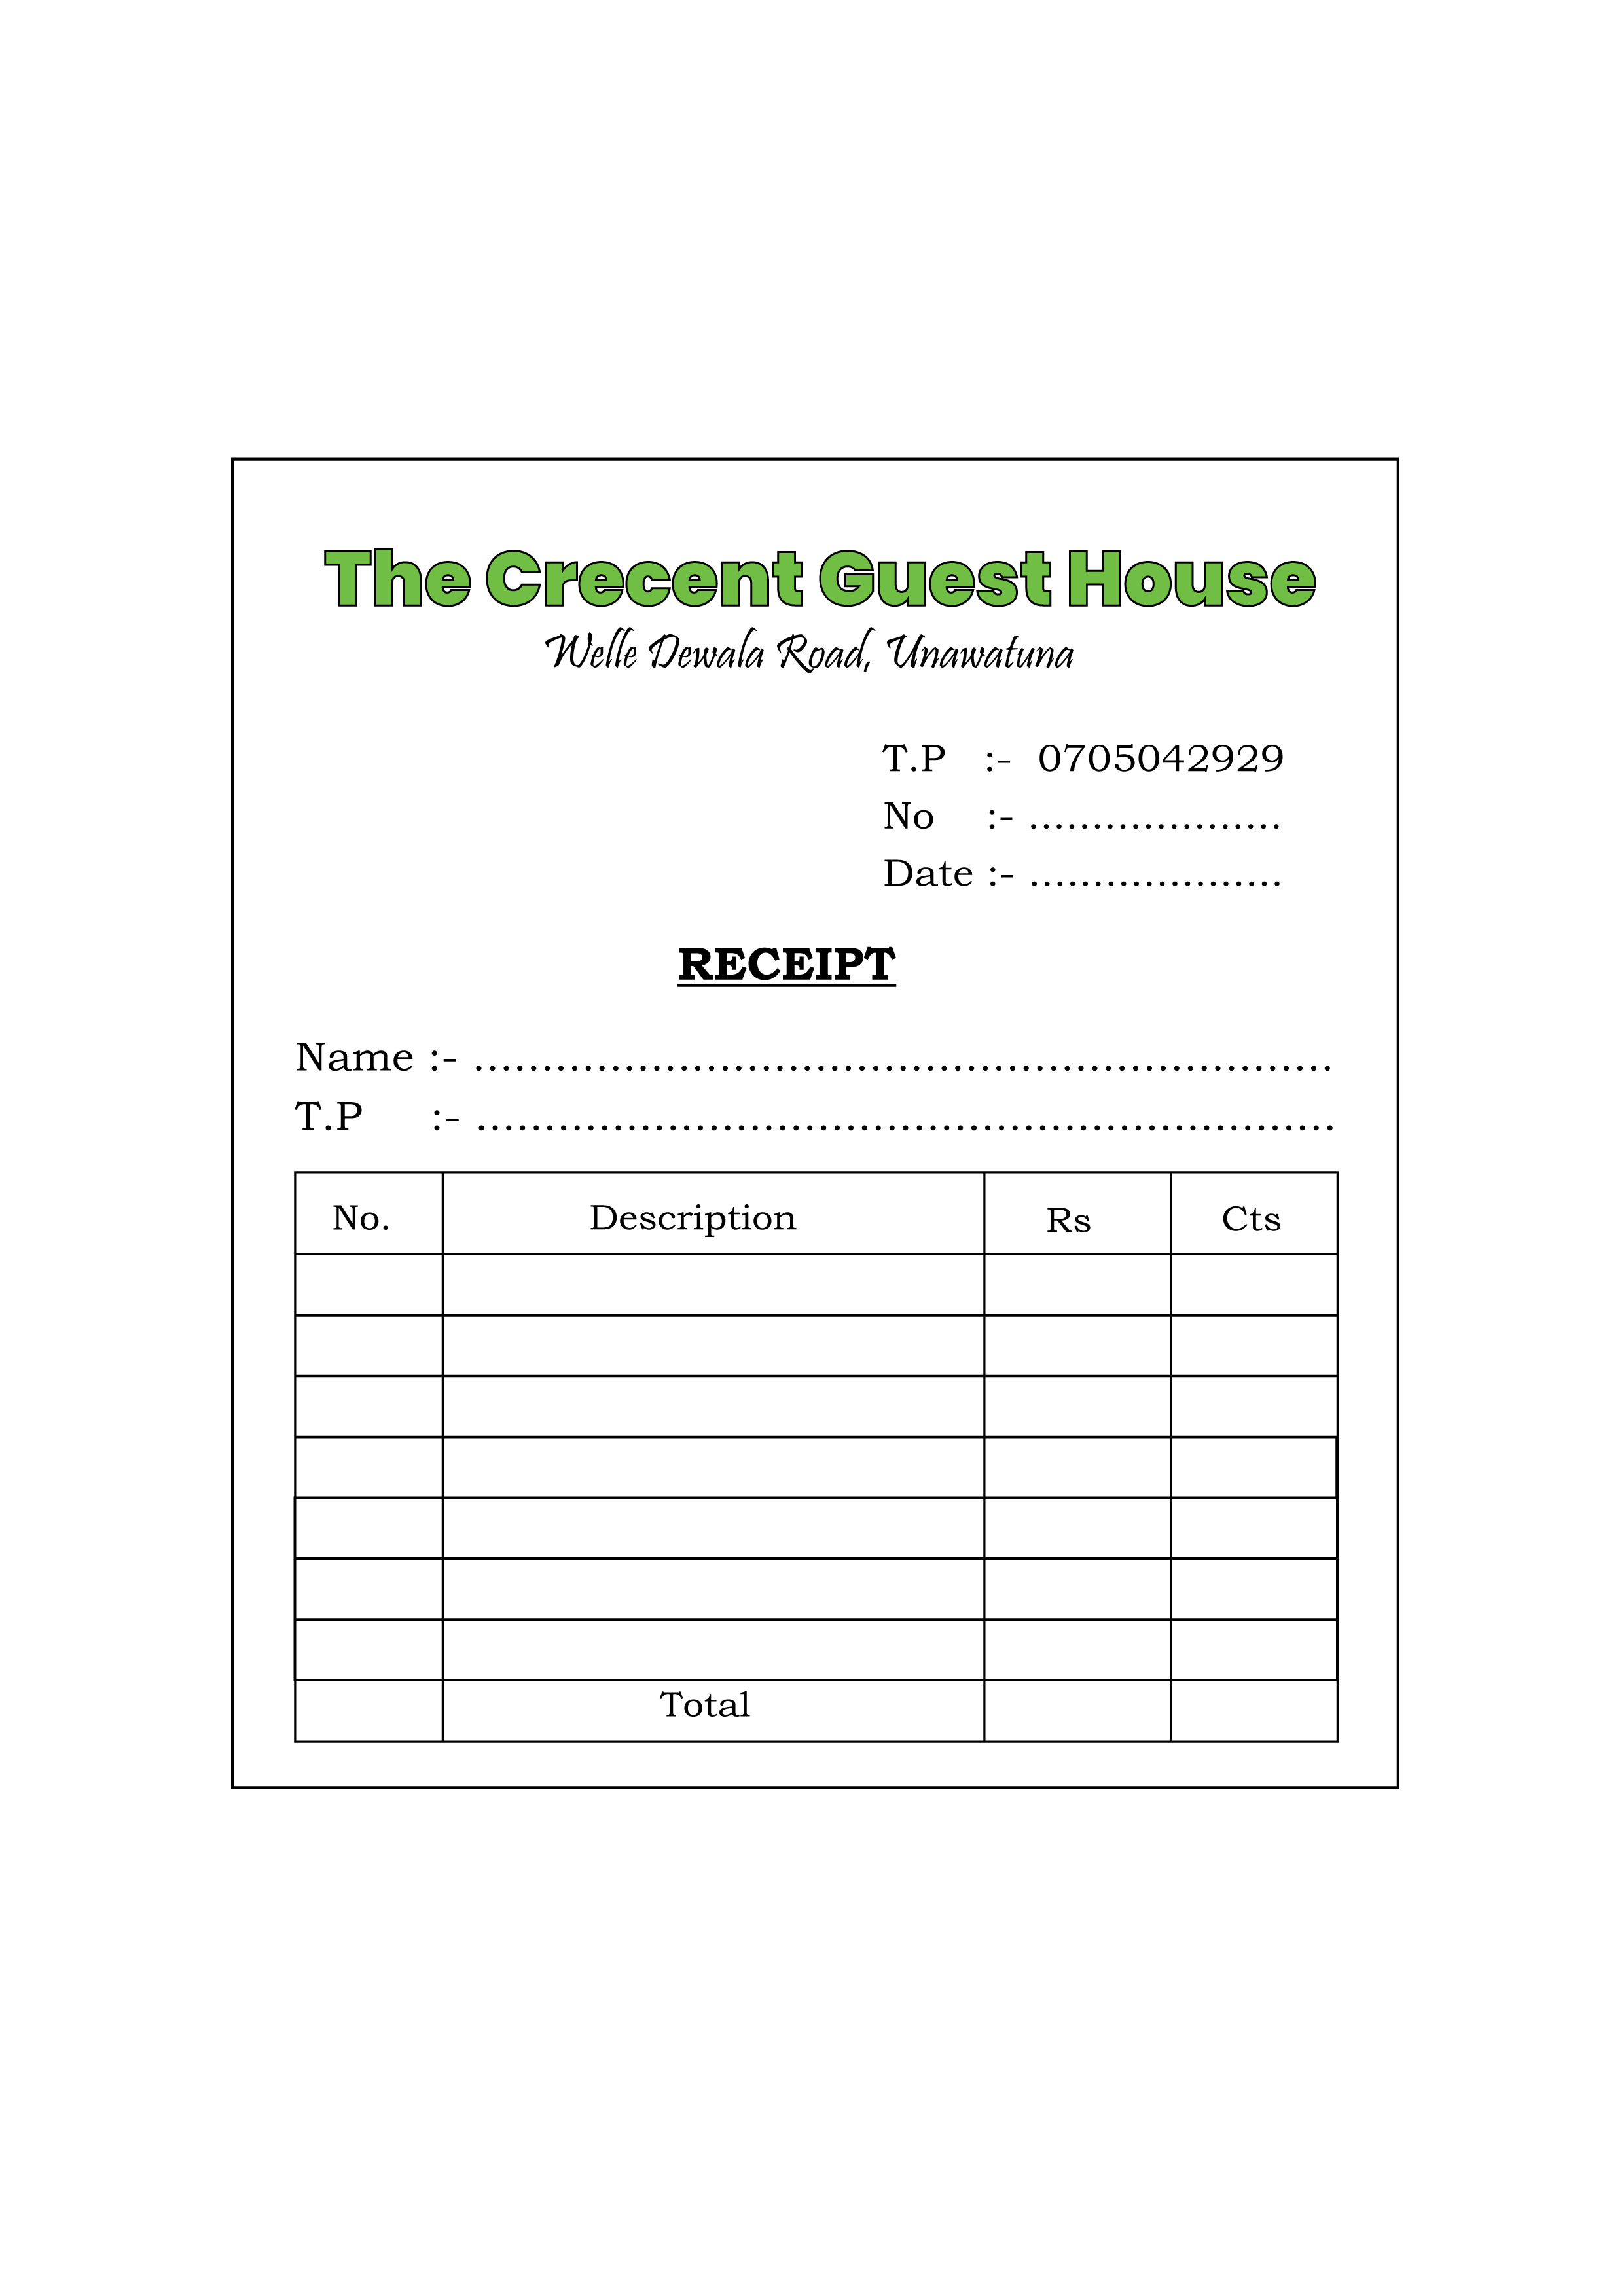 The Crecent Guest House
Welle Dewala Road, Unawatuna
T.P :- 0705042929
No :- ...................
Date :- ...................
RECEIPT
Name :- ...............................................................
T.P :- ...............................................................
No. Description Rs Cts
Total